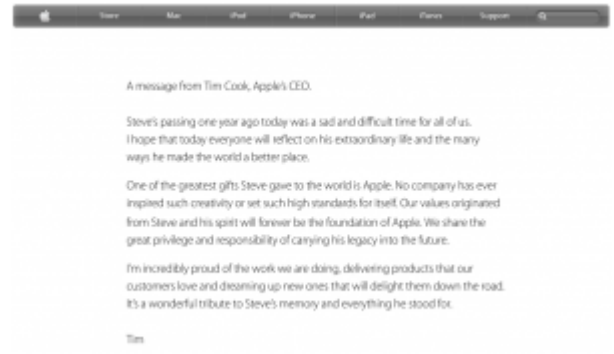 Store Mac iPod iPhone iPad iTunes Support
A message from Tim Cook, Apple's CEO.
Steve's passing one year ago today was a sad and difficult time for all of us.
I hope that today everyone will reflect on his extraordinary life and the many
ways he made the world a better place.
One of the greatest gifts Steve gave to the world is Apple. No company has ever
inspired such creativity or set such high standards for itself. Our values originated
from Steve and his spirit will forever be the foundation of Apple. We share the
great privilege and responsibility of carrying his legacy into the future.
I'm incredibly proud of the work we are doing, delivering products that our
customers love and dreaming up new ones that will delight them down the road.
It's a wonderful tribute to Steve's memory and everything he stood for.
Tim